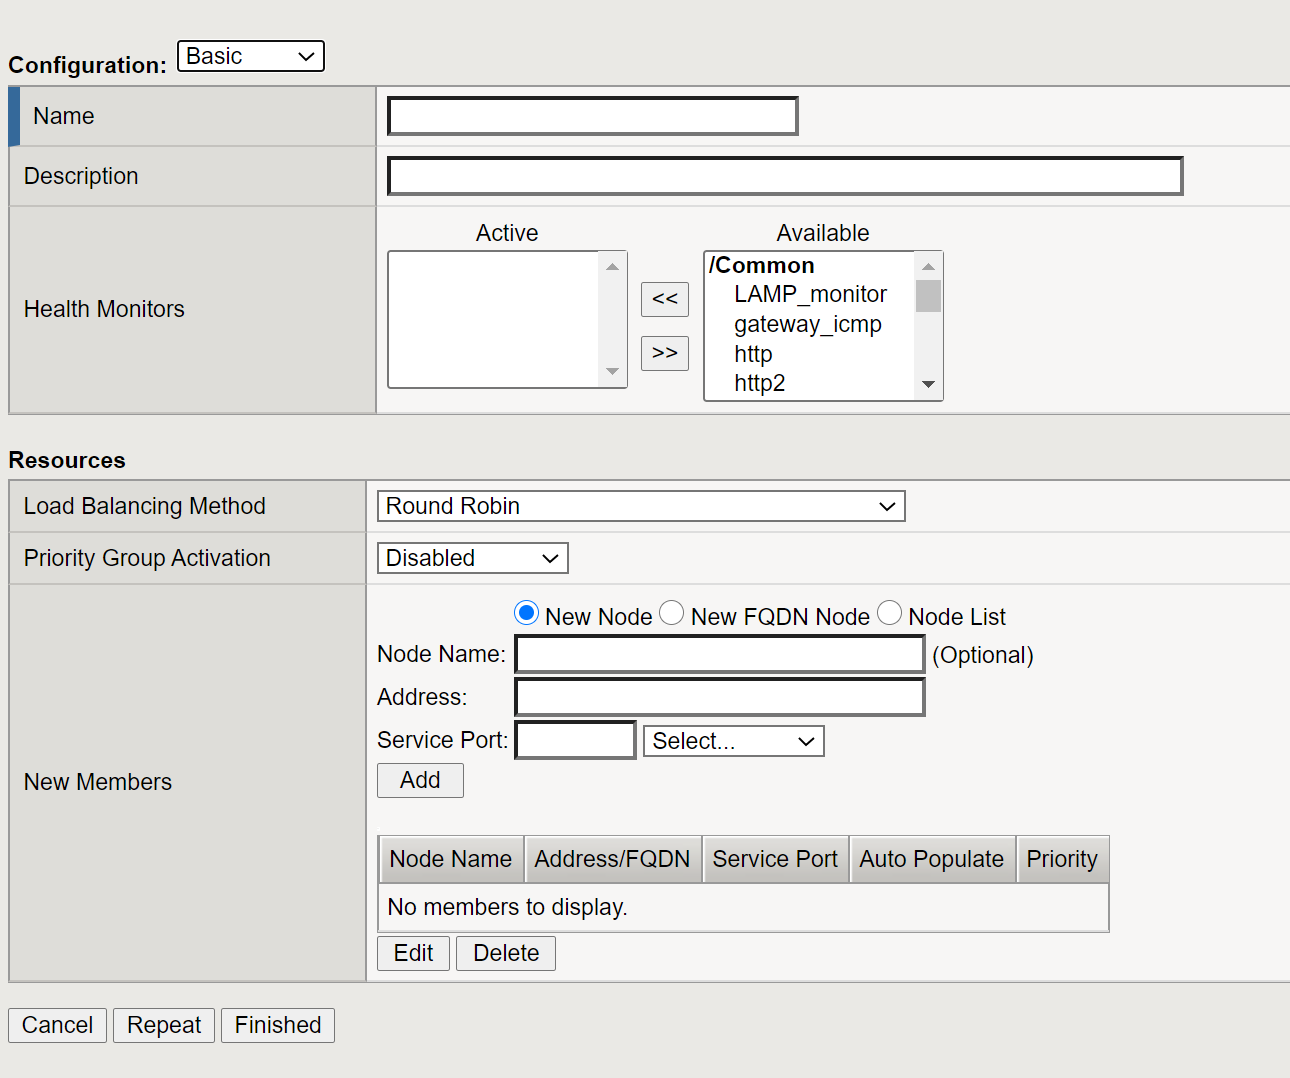 Configuration: Basic
Name
Description
Health Monitors
Active
Available
<<
>>
/Common
LAMP_monitor
gateway_icmp
http
http2
Resources
Load Balancing Method Round Robin
Priority Group Activation Disabled
New Members
New Node New FQDN Node Node List
Node Name: (Optional)
Address:
Service Port: Select...
Add
Node Name Address/FQDN Service Port Auto Populate Priority
No members to display.
Edit Delete
Cancel Repeat Finished